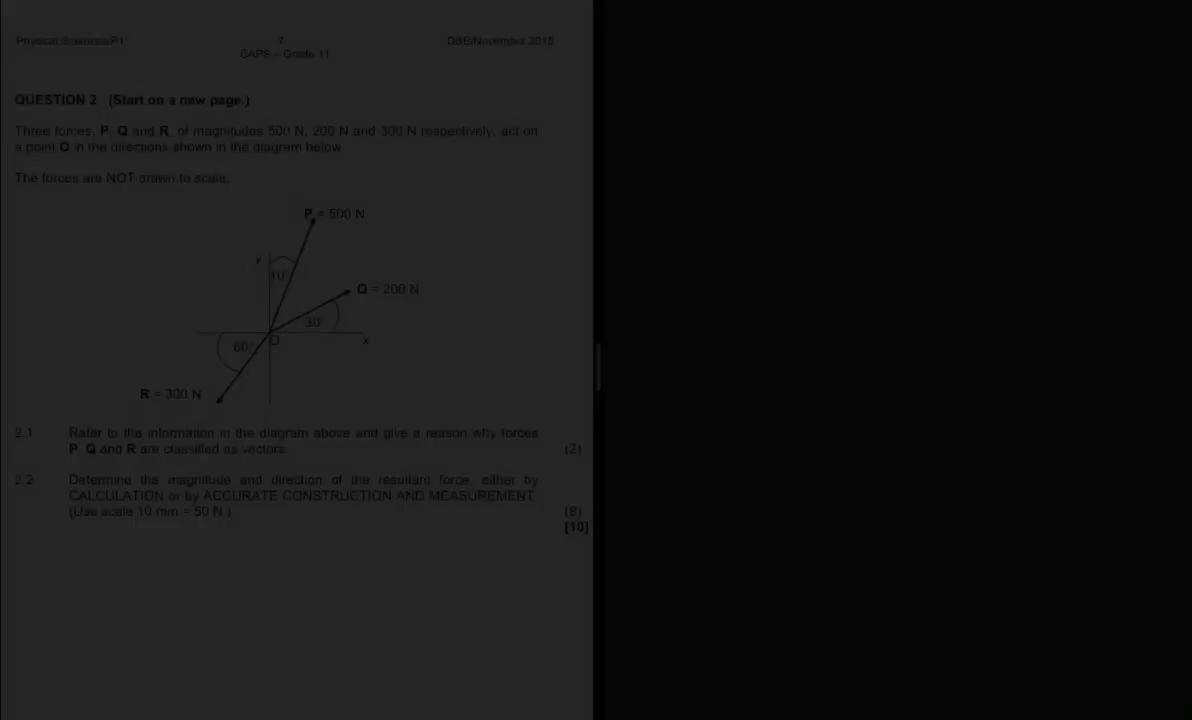 Physical Sciences/P1 7 DBE/November 2015
CAPS – Grade 11
QUESTION 2 (Start on a new page.)
Three forces, P, Q and R, of magnitudes 500 N, 200 N and 300 N respectively, act on
a point O in the directions shown in the diagram below.
The forces are NOT drawn to scale.
P = 500 N
y
10°
Q = 200 N
30°
O
x
60°
R = 300 N
2.1 Refer to the information in the diagram above and give a reason why forces
P, Q and R are classified as vectors. (2)
2.2 Determine the magnitude and direction of the resultant force, either by
CALCULATION or by ACCURATE CONSTRUCTION AND MEASUREMENT.
(Use scale 10 mm = 50 N.) (8)
[10]